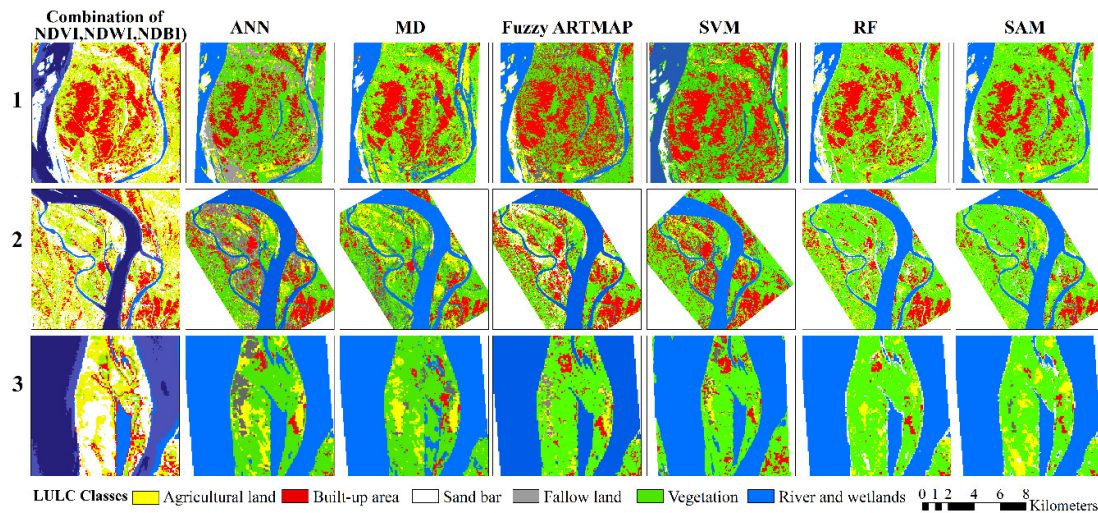 Combination of
NDVI,NDWI,NDBI)
ANN
MD
Fuzzy ARTMAP
SVM
RF
SAM
1
2
3
LULC Classes Agricultural land Built-up area Sand bar Fallow land Vegetation River and wetlands
0 1 2 4 6 8
Kilometers